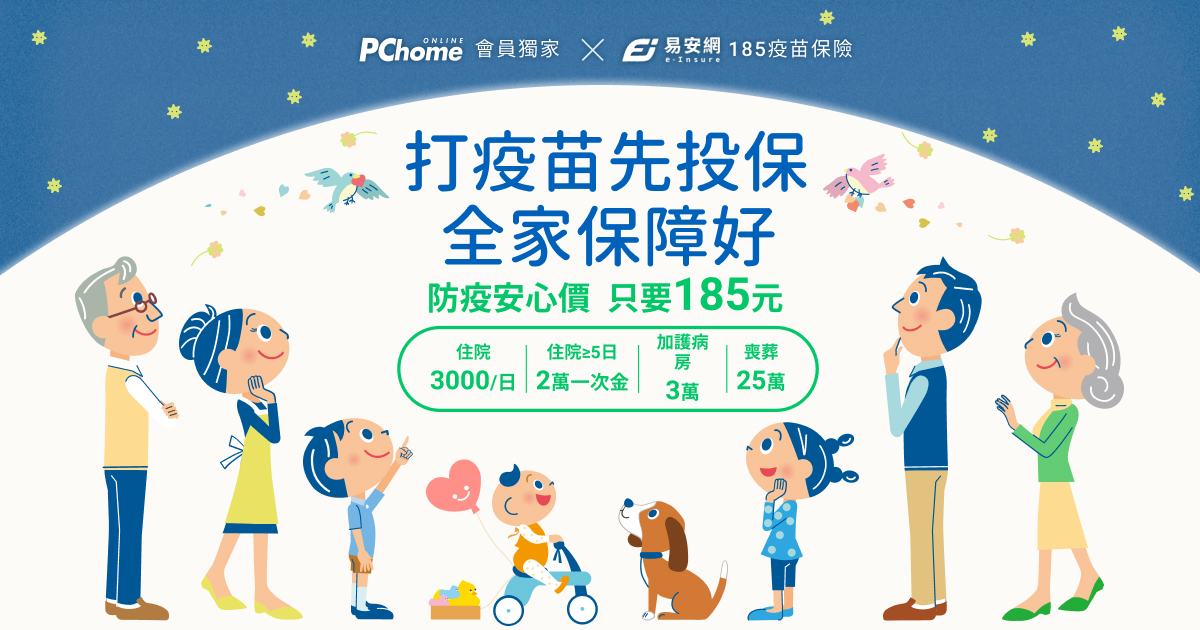 PChome ONLINE 會員獨家 × Ei 易安網 e-Insure 185疫苗保險
打疫苗先投保
全家保障好
防疫安心價 只要185元
住院
3000/日
住院≥5日
2萬一次金
加護病
房
3萬
喪葬
25萬